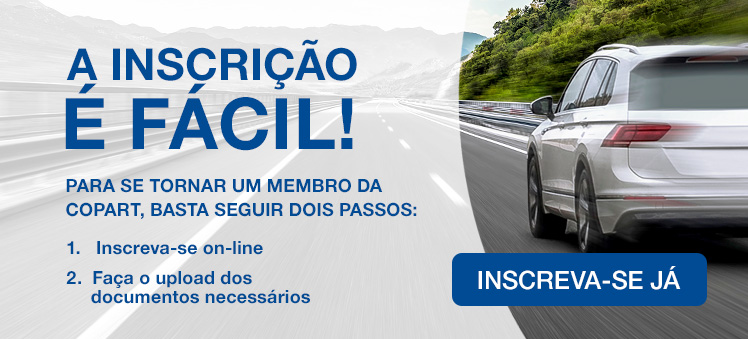 A INSCRIÇÃO
É FÁCIL!
PARA SE TORNAR UM MEMBRO DA
COPART, BASTA SEGUIR DOIS PASSOS:
1. Inscreva-se on-line
2. Faça o upload dos
documentos necessários
INSCREVA-SE JÁ